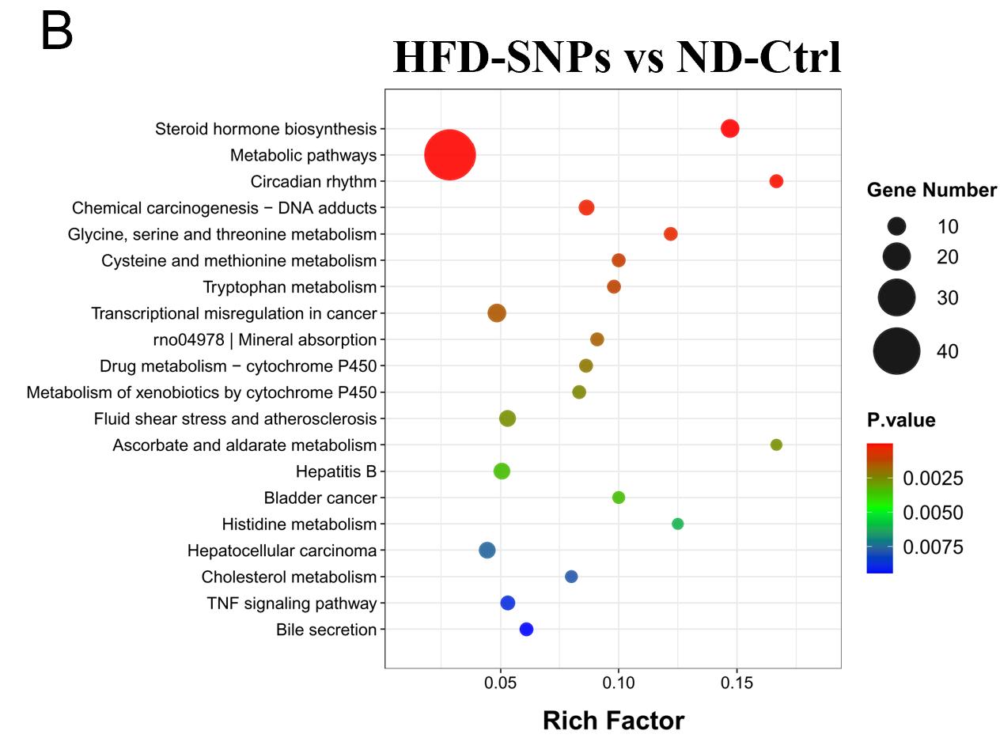 B
HFD-SNPs vs ND-Ctrl
Steroid hormone biosynthesis
Metabolic pathways
Circadian rhythm
Chemical carcinogenesis − DNA adducts
Glycine, serine and threonine metabolism
Cysteine and methionine metabolism
Tryptophan metabolism
Transcriptional misregulation in cancer
rno04978 | Mineral absorption
Drug metabolism − cytochrome P450
Metabolism of xenobiotics by cytochrome P450
Fluid shear stress and atherosclerosis
Ascorbate and aldarate metabolism
Hepatitis B
Bladder cancer
Histidine metabolism
Hepatocellular carcinoma
Cholesterol metabolism
TNF signaling pathway
Bile secretion
0.05 0.10 0.15
Rich Factor
Gene Number
10
20
30
40
P.value
0.0025
0.0050
0.0075